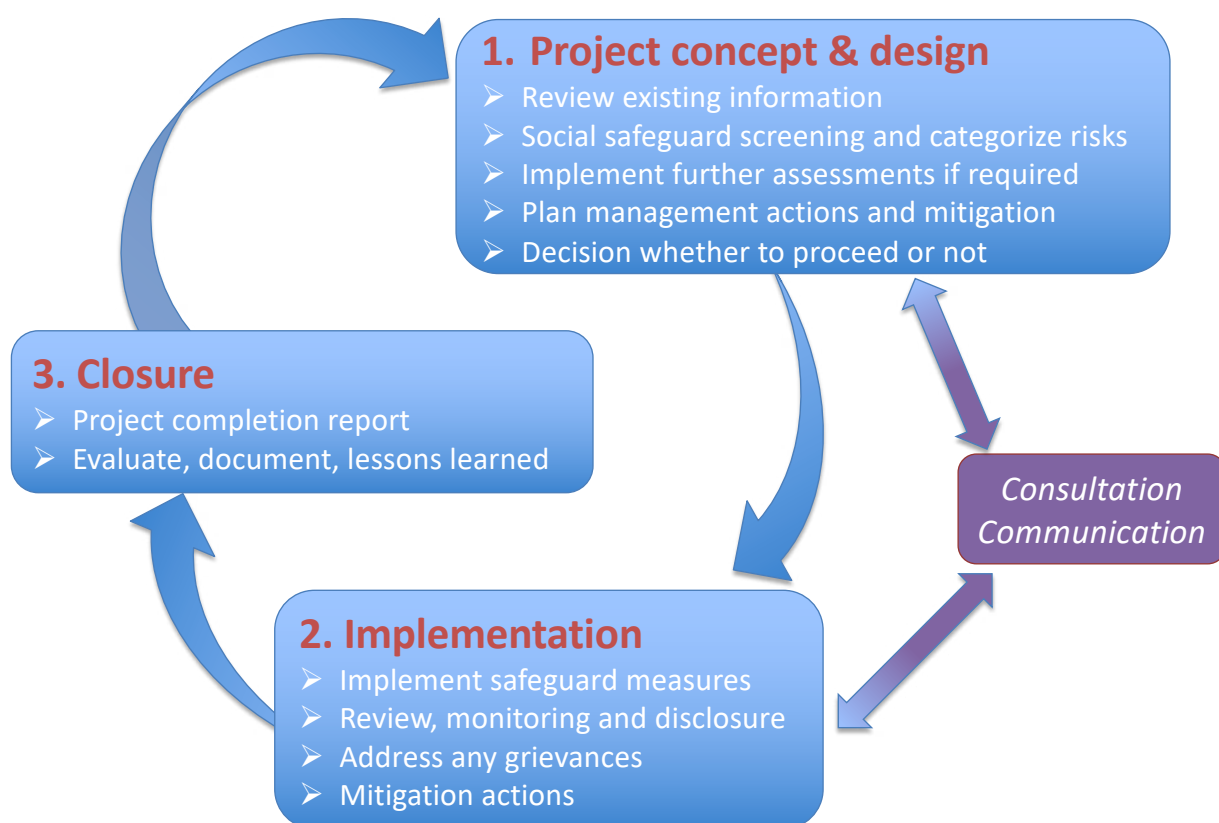 1. Project concept & design
➢ Review existing information
➢ Social safeguard screening and categorize risks
➢ Implement further assessments if required
➢ Plan management actions and mitigation
➢ Decision whether to proceed or not
3. Closure
➢ Project completion report
➢ Evaluate, document, lessons learned
Consultation
Communication
2. Implementation
➢ Implement safeguard measures
➢ Review, monitoring and disclosure
➢ Address any grievances
➢ Mitigation actions